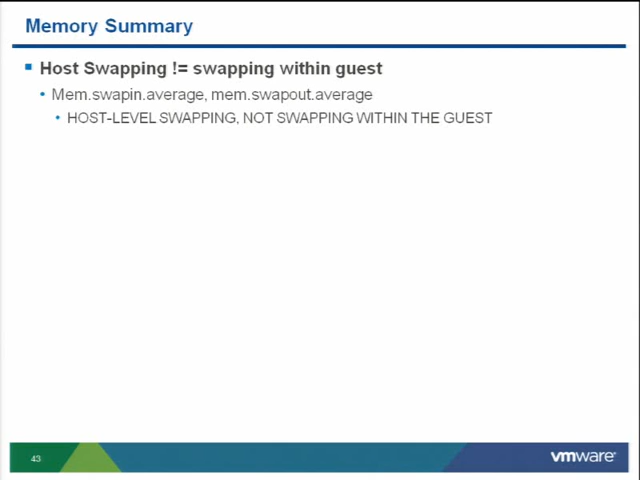 Memory Summary
Host Swapping != swapping within guest
Mem.swapin.average, mem.swapout.average
HOST-LEVEL SWAPPING, NOT SWAPPING WITHIN THE GUEST
43
vmware®